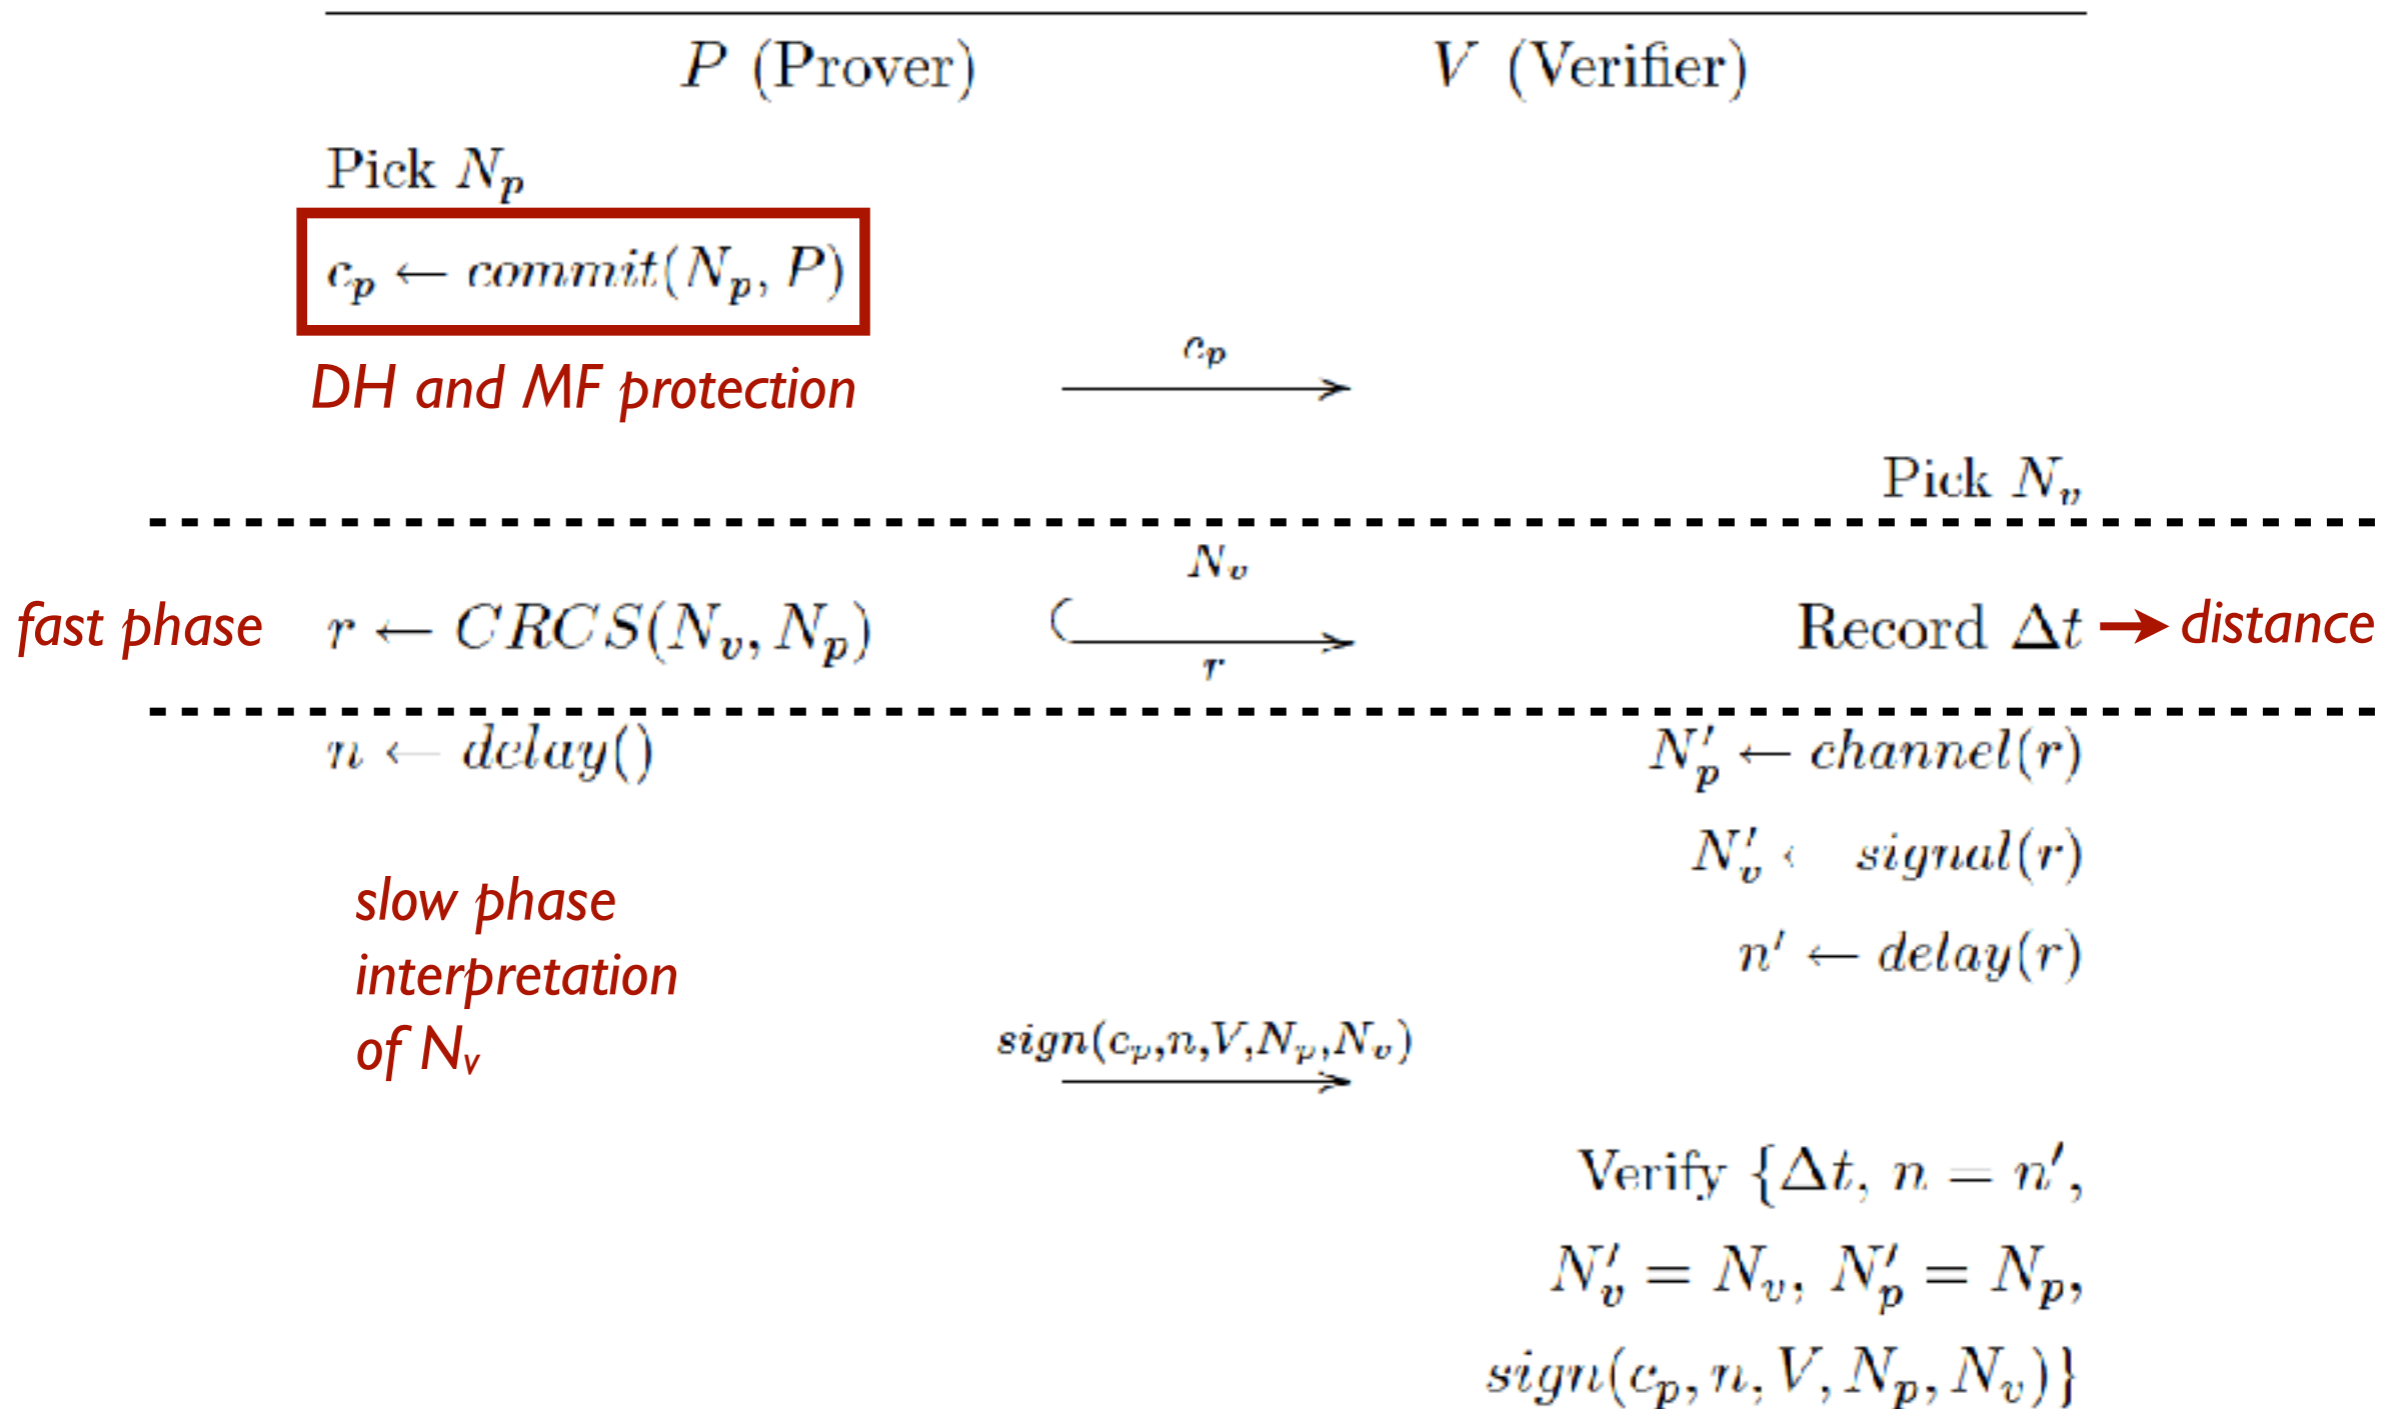 P (Prover) V (Verifier)
Pick N_p
c_p ← commit(N_p, P)
DH and MF protection
c_p
Pick N_v
N_v
fast phase r ← CRCS(N_v, N_p) Record Δt → distance
r
n ← delay() N′_p ← channel(r)
N′_v ← signal(r)
slow phase
interpretation
of N_v
n′ ← delay(r)
sign(c_p,n,V,N_p,N_v)
Verify {Δt, n = n′,
N′_v = N_v, N′_p = N_p,
sign(c_p, n, V, N_p, N_v)}